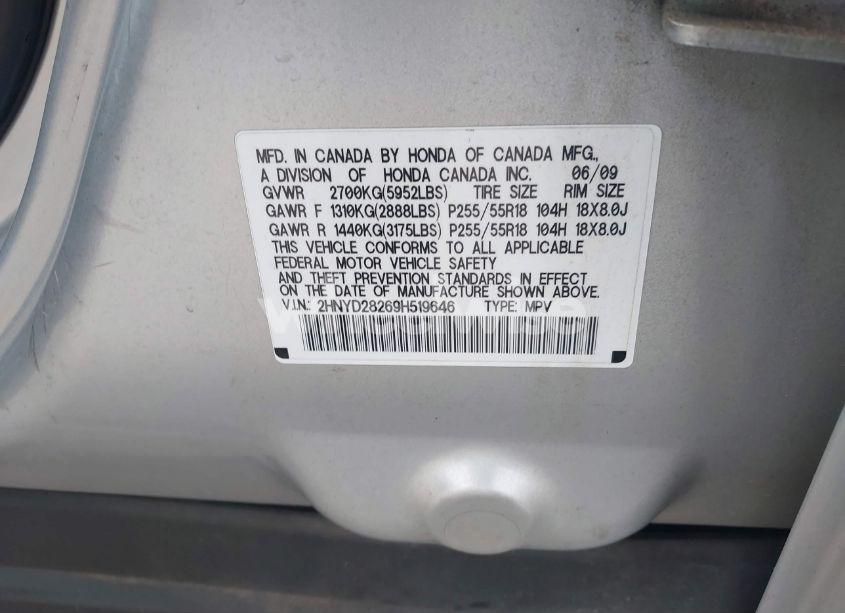 MFD. IN CANADA BY HONDA OF CANADA MFG.,
A DIVISION OF HONDA CANADA INC. 06/09
GVWR 2700KG(5952LBS) TIRE SIZE RIM SIZE
GAWR F 1310KG(2888LBS) P255/55R18 104H 18X8.0J
GAWR R 1440KG(3175LBS) P255/55R18 104H 18X8.0J
THIS VEHICLE CONFORMS TO ALL APPLICABLE
FEDERAL MOTOR VEHICLE SAFETY
AND THEFT PREVENTION STANDARDS IN EFFECT
ON THE DATE OF MANUFACTURE SHOWN ABOVE.
V.I.N.: 2HNYD28269H519646 TYPE: MPV